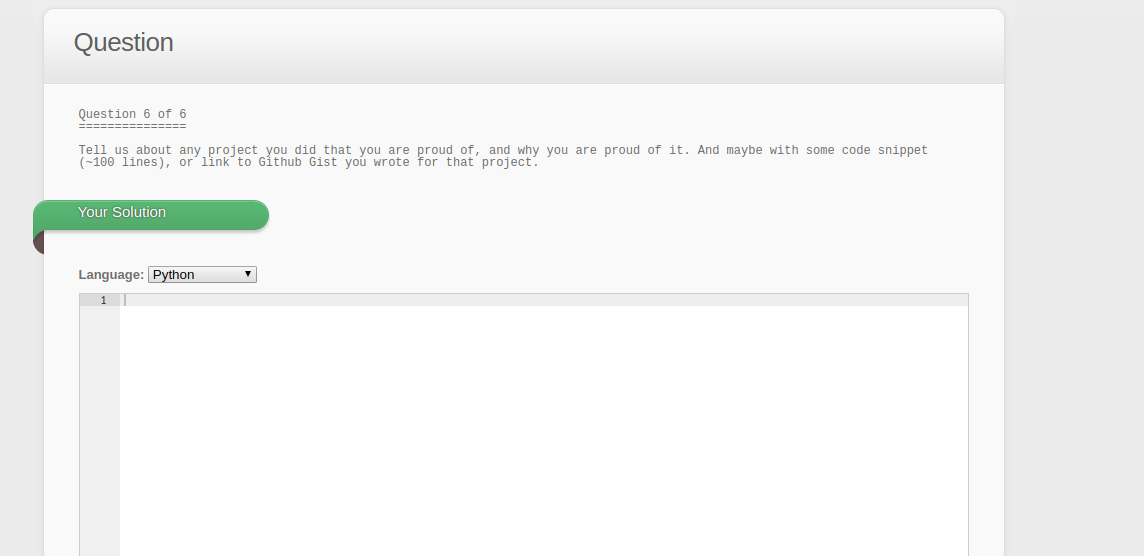 Question
Question 6 of 6
===============
Tell us about any project you did that you are proud of, and why you are proud of it. And maybe with some code snippet
(~100 lines), or link to Github Gist you wrote for that project.
Your Solution
Language: Python
1